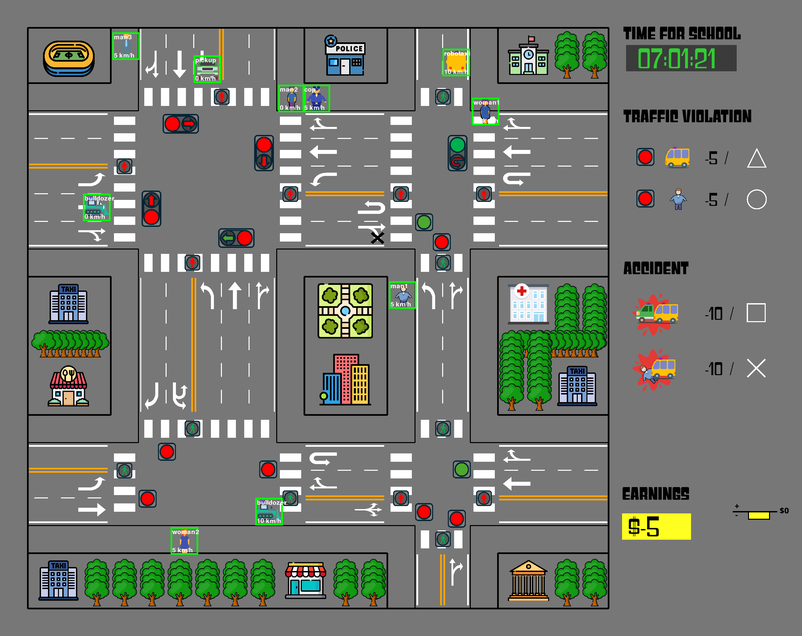 TIME FOR SCHOOL
07:01:21
man3
5 km/h
pickup
0 km/h
POLICE
robotaxi
10 km/h
man2
0 km/h
cop
5 km/h
woman1
TRAFFIC VIOLATION
-5 /
-5 /
bulldozer
0 km/h
ACCIDENT
TAXI
man1
5 km/h
-10 /
-10 /
TAXI
EARNINGS
$-5
+
-
$0
bulldozer
10 km/h
woman2
5 km/h
TAXI